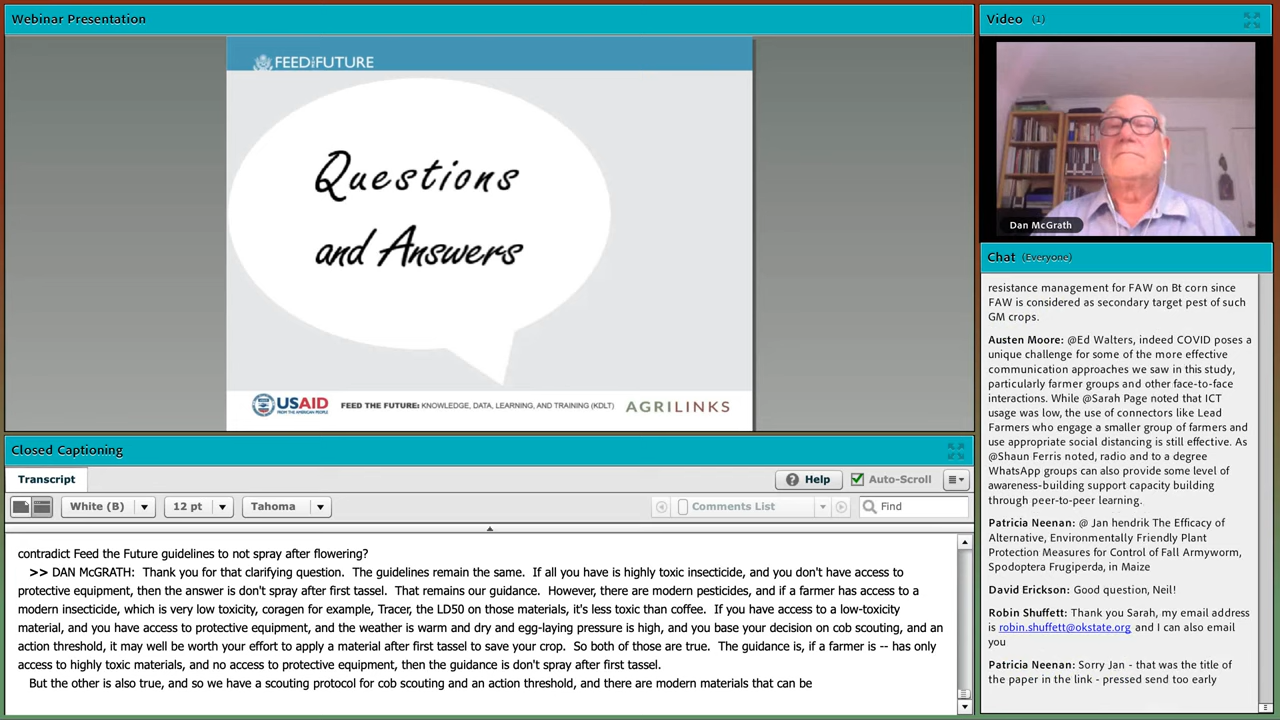 Webinar Presentation
FEED THE FUTURE
Questions
and Answers
USAID
FROM THE AMERICAN PEOPLE
FEED THE FUTURE: KNOWLEDGE, DATA, LEARNING, AND TRAINING (KDLT)
AGRILINKS
Video (1)
Dan McGrath
Chat (Everyone)
resistance management for FAW on Bt corn since
FAW is considered as secondary target pest of such
GM crops.
Austen Moore: @Ed Walters, indeed COVID poses a
unique challenge for some of the more effective
communication approaches we saw in this study,
particularly farmer groups and other face-to-face
interactions. While @Sarah Page noted that ICT
usage was low, the use of connectors like Lead
Farmers who engage a smaller group of farmers and
use appropriate social distancing is still effective. As
@Shaun Ferris noted, radio and to a degree
WhatsApp groups can also provide some level of
awareness-building support capacity building
through peer-to-peer learning.
Patricia Neenan: @ Jan hendrik The Efficacy of
Alternative, Environmentally Friendly Plant
Protection Measures for Control of Fall Armyworm,
Spodoptera Frugiperda, in Maize
David Erickson: Good question, Neil!
Robin Shuffett: Thank you Sarah, my email address
is robin.shuffett@okstate.org and I can also email
you
Patricia Neenan: Sorry Jan - that was the title of
the paper in the link - pressed send too early
Closed Captioning
Transcript
Help
Auto-Scroll
White (B)
12 pt
Tahoma
Comments List
Find
contradict Feed the Future guidelines to not spray after flowering?
>> DAN McGRATH: Thank you for that clarifying question. The guidelines remain the same. If all you have is highly toxic insecticide, and you don't have access to
protective equipment, then the answer is don't spray after first tassel. That remains our guidance. However, there are modern pesticides, and if a farmer has access to a
modern insecticide, which is very low toxicity, coragen for example, Tracer, the LD50 on those materials, it's less toxic than coffee. If you have access to a low-toxicity
material, and you have access to protective equipment, and the weather is warm and dry and egg-laying pressure is high, and you base your decision on cob scouting, and an
action threshold, it may well be worth your effort to apply a material after first tassel to save your crop. So both of those are true. The guidance is, if a farmer is -- has only
access to highly toxic materials, and no access to protective equipment, then the guidance is don't spray after first tassel.
But the other is also true, and so we have a scouting protocol for cob scouting and an action threshold, and there are modern materials that can be